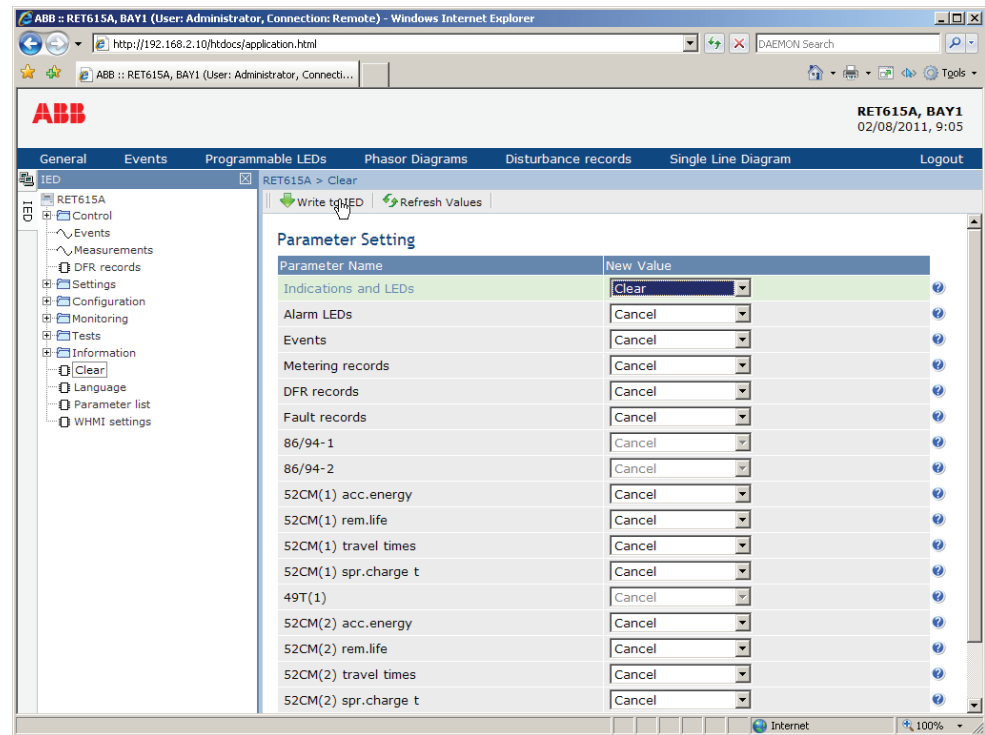 ABB :: RET615A, BAY1 (User: Administrator, Connection: Remote) - Windows Internet Explorer
http://192.168.2.10/htdocs/application.html
DAEMON Search
ABB :: RET615A, BAY1 (User: Administrator, Connecti...
Tools
ABB
RET615A, BAY1
02/08/2011, 9:05
General Events Programmable LEDs Phasor Diagrams Disturbance records Single Line Diagram Logout
IED
IED
RET615A
Control
Events
Measurements
DFR records
Settings
Configuration
Monitoring
Tests
Information
Clear
Language
Parameter list
WHMI settings
RET615A > Clear
Write to IED Refresh Values
Parameter Setting
Parameter Name New Value
Indications and LEDs Clear
Alarm LEDs Cancel
Events Cancel
Metering records Cancel
DFR records Cancel
Fault records Cancel
86/94-1 Cancel
86/94-2 Cancel
52CM(1) acc.energy Cancel
52CM(1) rem.life Cancel
52CM(1) travel times Cancel
52CM(1) spr.charge t Cancel
49T(1) Cancel
52CM(2) acc.energy Cancel
52CM(2) rem.life Cancel
52CM(2) travel times Cancel
52CM(2) spr.charge t Cancel
Internet 100%